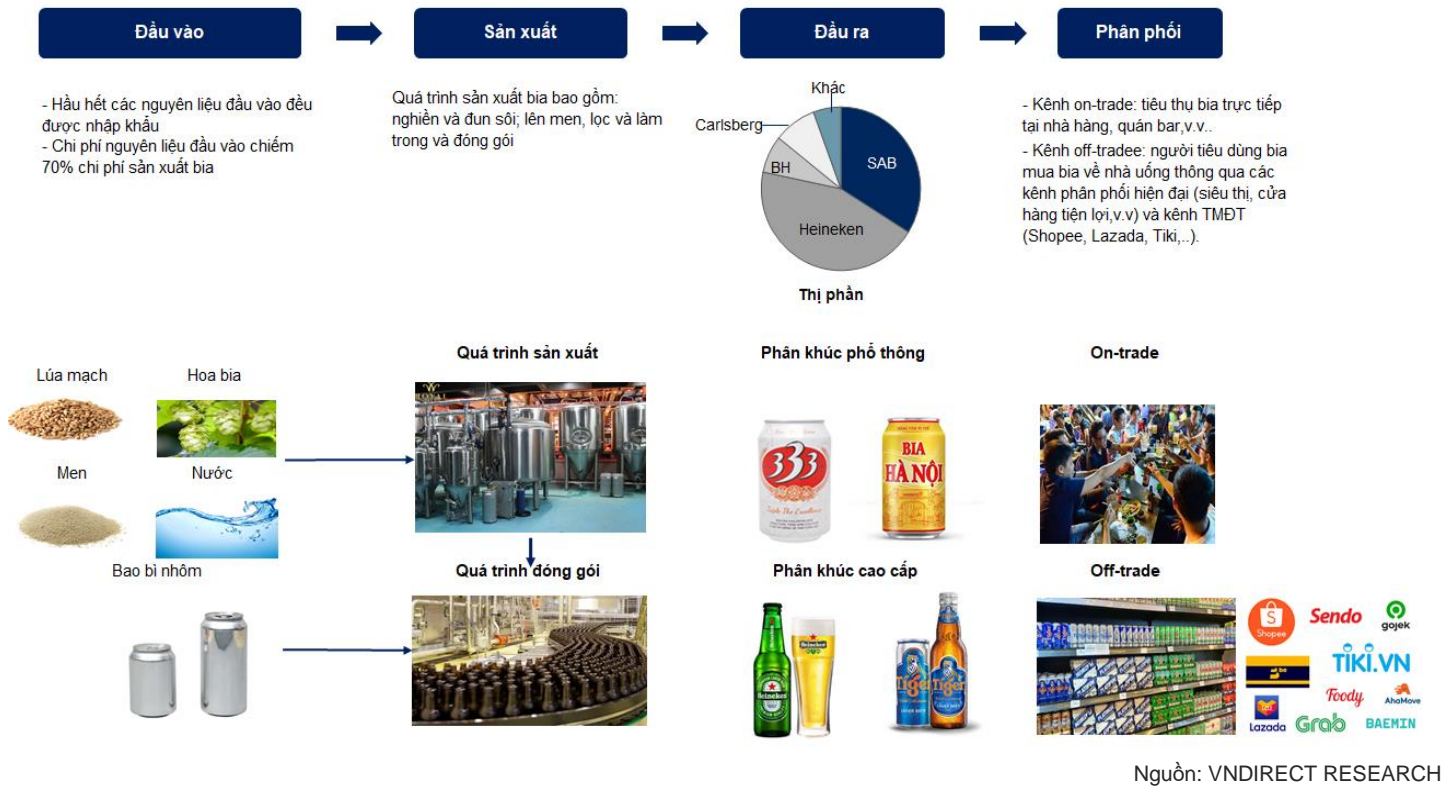 Đầu vào
Sản xuất
Đầu ra
Phân phối
- Hầu hết các nguyên liệu đầu vào đều
được nhập khẩu
- Chi phí nguyên liệu đầu vào chiếm
70% chi phí sản xuất bia
Quá trình sản xuất bia bao gồm:
nghiền và đun sôi; lên men, lọc và làm
trong và đóng gói
Khác
Carlsberg
BH
SAB
Heineken
Thị phần
- Kênh on-trade: tiêu thụ bia trực tiếp
tại nhà hàng, quán bar,v.v..
- Kênh off-tradee: người tiêu dùng bia
mua bia về nhà uống thông qua các
kênh phân phối hiện đại (siêu thị, cửa
hàng tiện lợi,v.v) và kênh TMĐT
(Shopee, Lazada, Tiki,..).
Lúa mạch
Hoa bia
Men
Nước
Bao bì nhôm
Quá trình sản xuất
Quá trình đóng gói
Phân khúc phổ thông
333
BIA
HÀ NỘI
Phân khúc cao cấp
Heineken
Heineken
Tiger
Tiger
LAGER BEER
On-trade
Off-trade
S
Shopee
Sendo
gojek
be
TIKI.VN
Foody
AhaMove
Lazada
Grab
BAEMIN
Nguồn: VNDIRECT RESEARCH